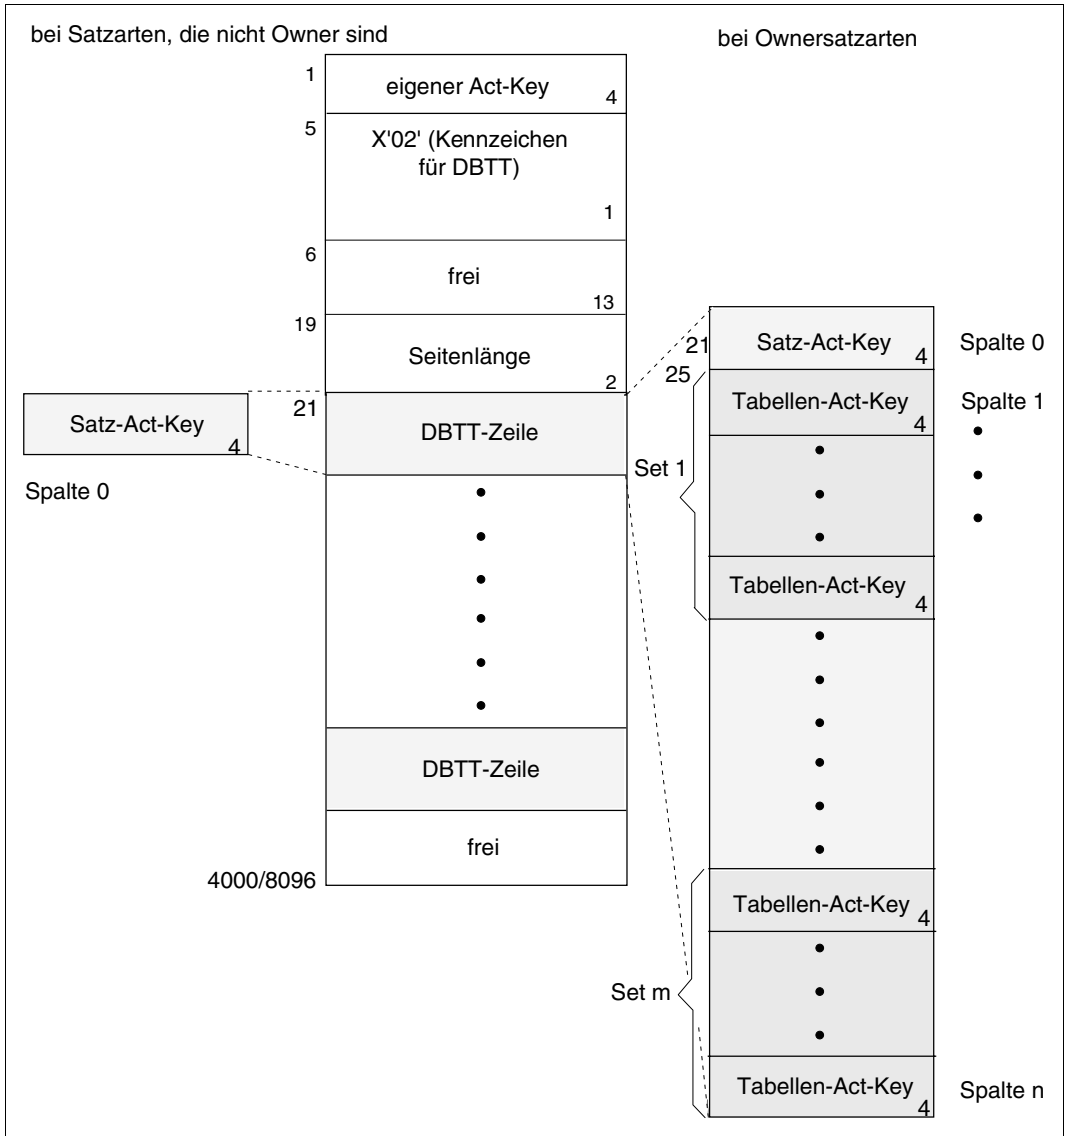 bei Satzarten, die nicht Owner sind
bei Ownersatzarten
1
eigener Act-Key
4
5
X'02' (Kennzeichen
für DBTT)
1
6
frei
13
19
Seitenlänge
2
21
DBTT-Zeile
Satz-Act-Key
4
Spalte 0
DBTT-Zeile
frei
4000/8096
21
Satz-Act-Key
4
Spalte 0
25
Tabellen-Act-Key
4
Spalte 1
Set 1
Tabellen-Act-Key
4
Tabellen-Act-Key
4
Set m
Tabellen-Act-Key
4
Spalte n